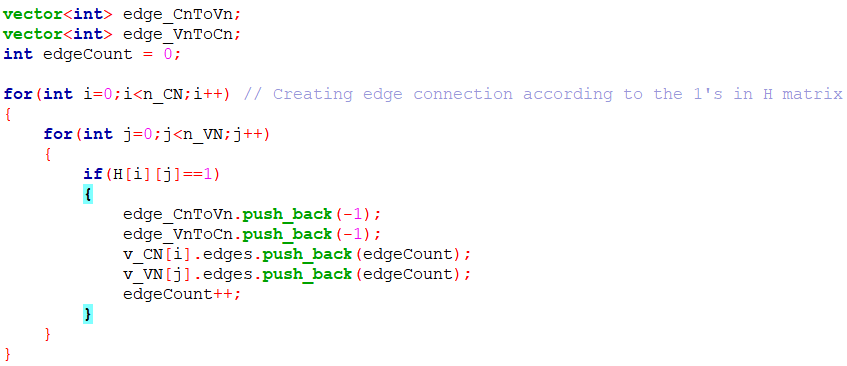 vector<int> edge_CnToVn;
vector<int> edge_VnToCn;
int edgeCount = 0;

for(int i=0;i<n_CN;i++) // Creating edge connection according to the 1's in H matrix
{
    for(int j=0;j<n_VN;j++)
    {
        if(H[i][j]==1)
        {
            edge_CnToVn.push_back(-1);
            edge_VnToCn.push_back(-1);
            v_CN[i].edges.push_back(edgeCount);
            v_VN[j].edges.push_back(edgeCount);
            edgeCount++;
        }
    }
}